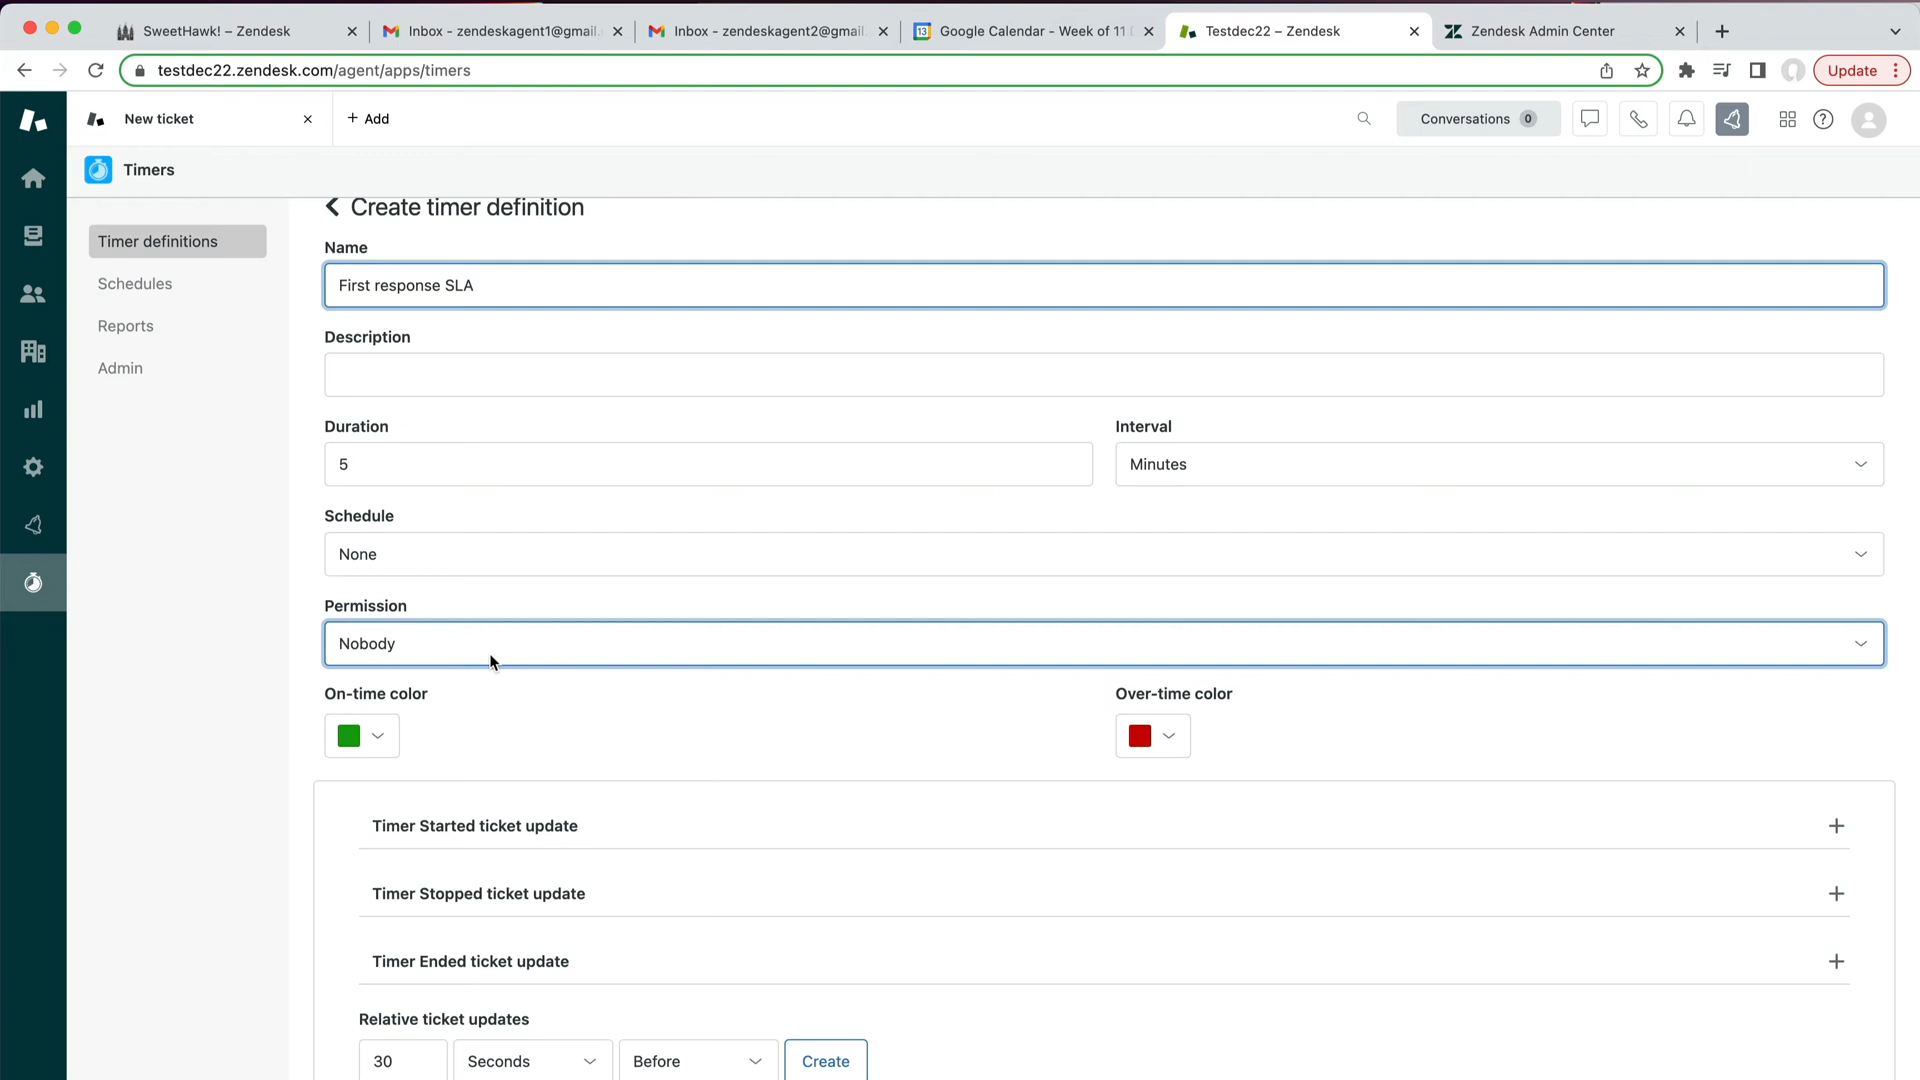 SweetHawk! – Zendesk
Inbox - zendeskagent1@gmail.
Inbox - zendeskagent2@gmail.
13
Google Calendar - Week of 11
Testdec22 – Zendesk
Zendesk Admin Center
testdec22.zendesk.com/agent/apps/timers
Update
New ticket
+ Add
Conversations 0
Timers
Timer definitions
Schedules
Reports
Admin
Create timer definition
Name
First response SLA
Description
Duration
Interval
5
Minutes
Schedule
None
Permission
Nobody
On-time color
Over-time color
Timer Started ticket update
Timer Stopped ticket update
Timer Ended ticket update
Relative ticket updates
30
Seconds
Before
Create